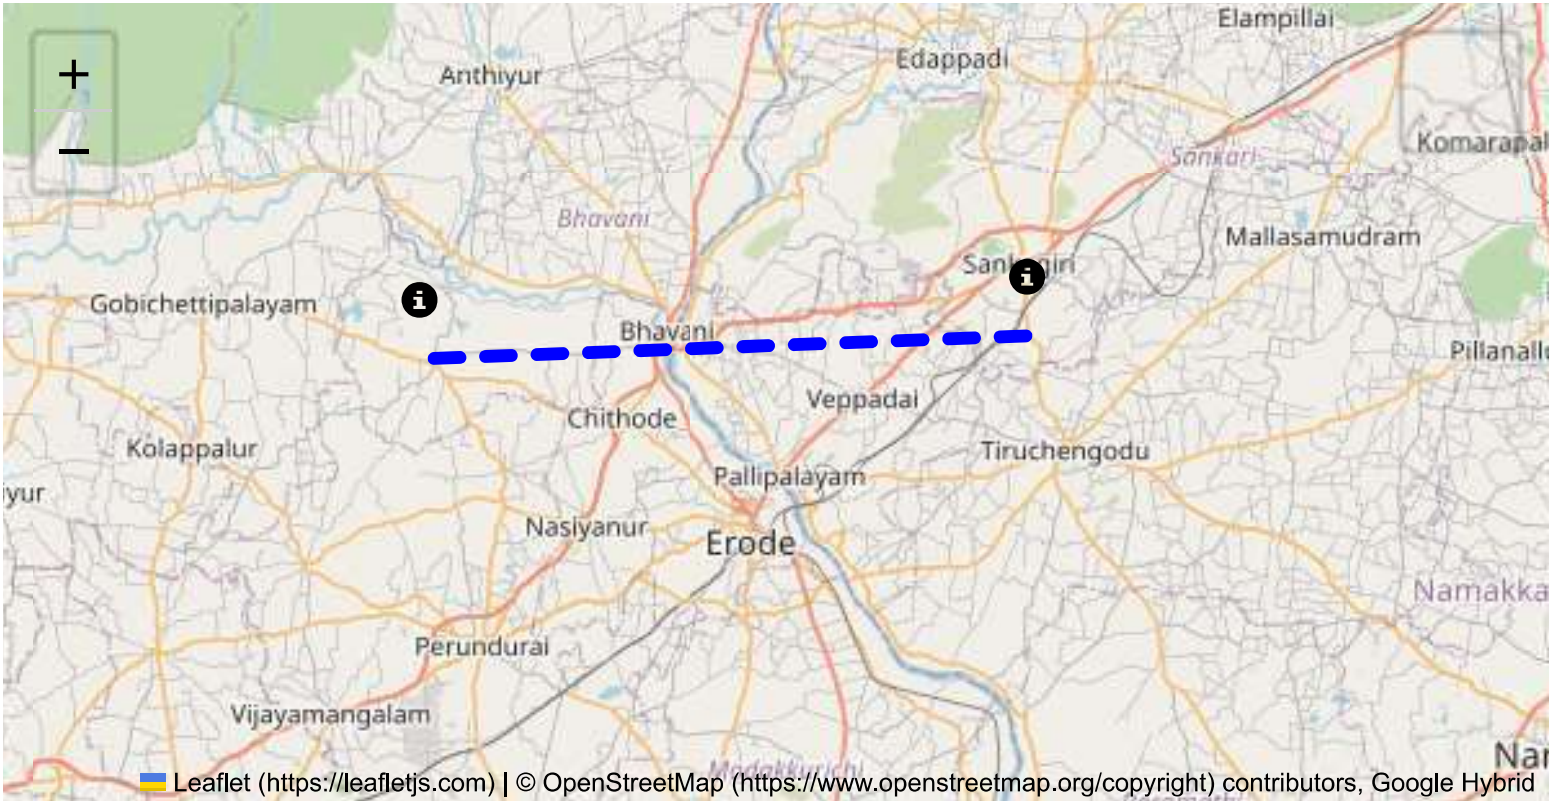 Elampillai
+
Edappadi
Anthiyur
Komarapal
−
Sankari
Bhavani
Mallasamudram
Gobichettipalayam
Bhavani
Pillanall
Veppadai
Chithode
Kolappalur
Tiruchengodu
Pallipalayam
iyur
Nasiyanur
Erode
Namakka
Perundurai
Vijayamangalam
Nar
Leaflet (https://leafletjs.com) | © OpenStreetMap (https://www.openstreetmap.org/copyright) contributors, Google Hybrid